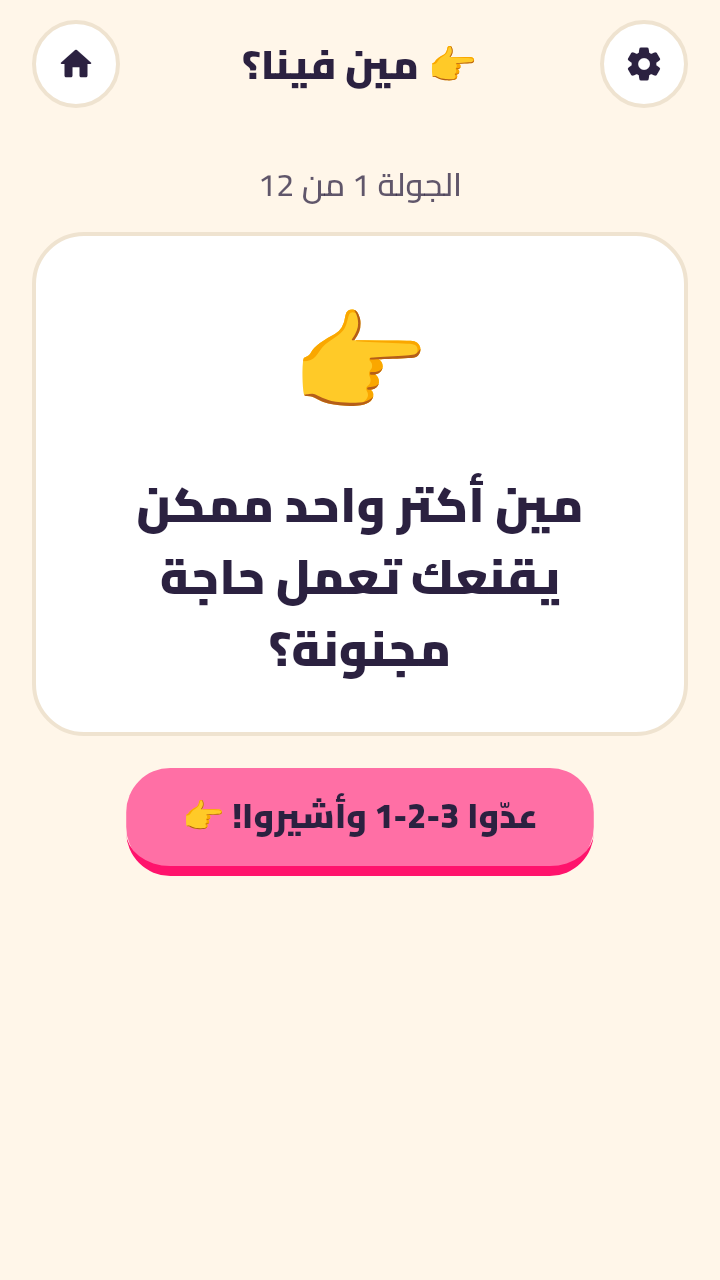 👉 مين فينا؟
الجولة 1 من 12
👉
مين أكتر واحد ممكن
يقنعك تعمل حاجة
مجنونة؟
عدّوا 3-2-1 وأشيروا! 👉